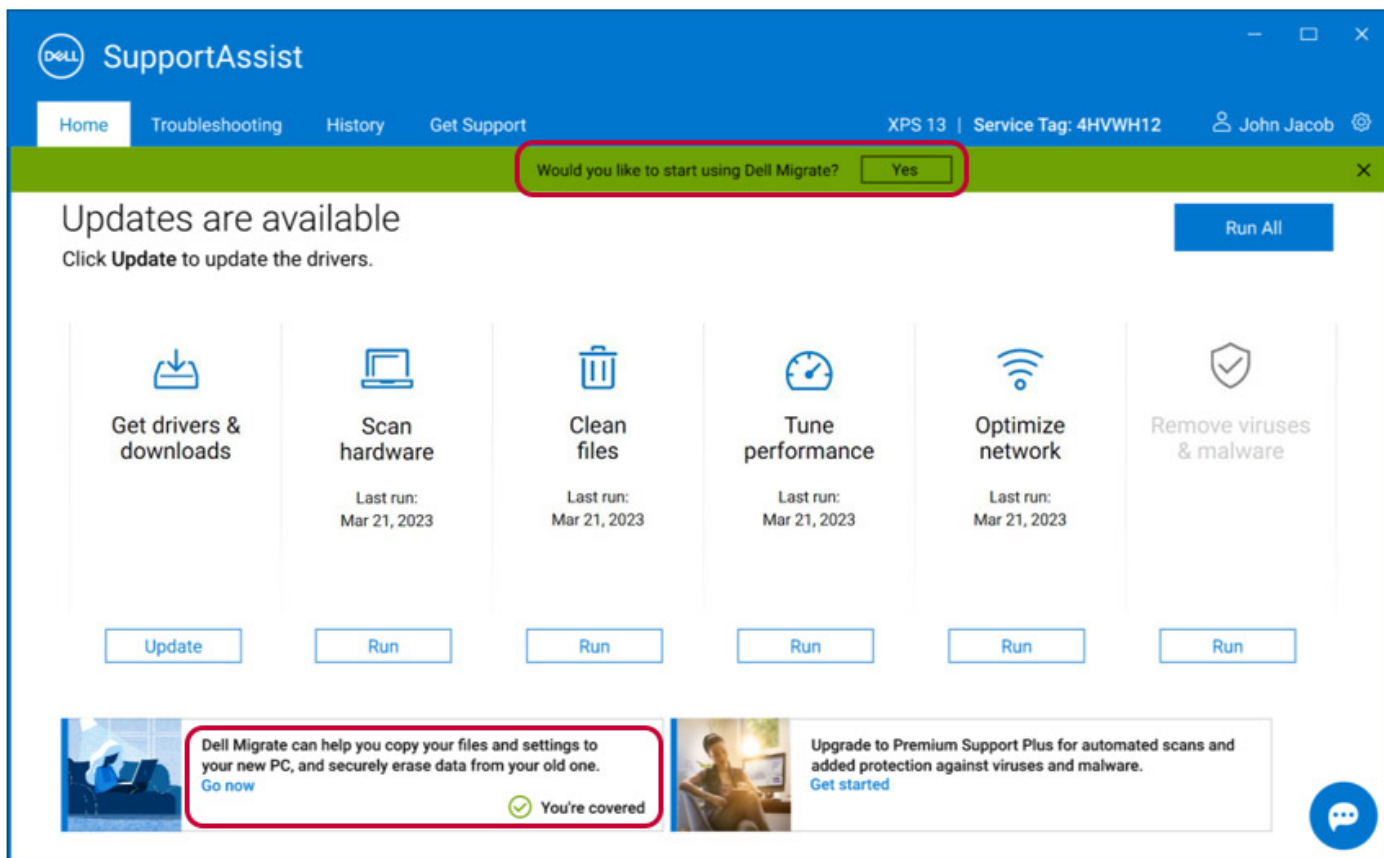 DELL SupportAssist
Home Troubleshooting History Get Support XPS 13 | Service Tag: 4HVWH12 John Jacob
Would you like to start using Dell Migrate? Yes
Updates are available
Run All
Click Update to update the drivers.
Get drivers &
downloads
Scan
hardware
Last run:
Mar 21, 2023
Clean
files
Last run:
Mar 21, 2023
Tune
performance
Last run:
Mar 21, 2023
Optimize
network
Last run:
Mar 21, 2023
Remove viruses
& malware
Update Run Run Run Run Run
Dell Migrate can help you copy your files and settings to
your new PC, and securely erase data from your old one.
Go now
You're covered
Upgrade to Premium Support Plus for automated scans and
added protection against viruses and malware.
Get started